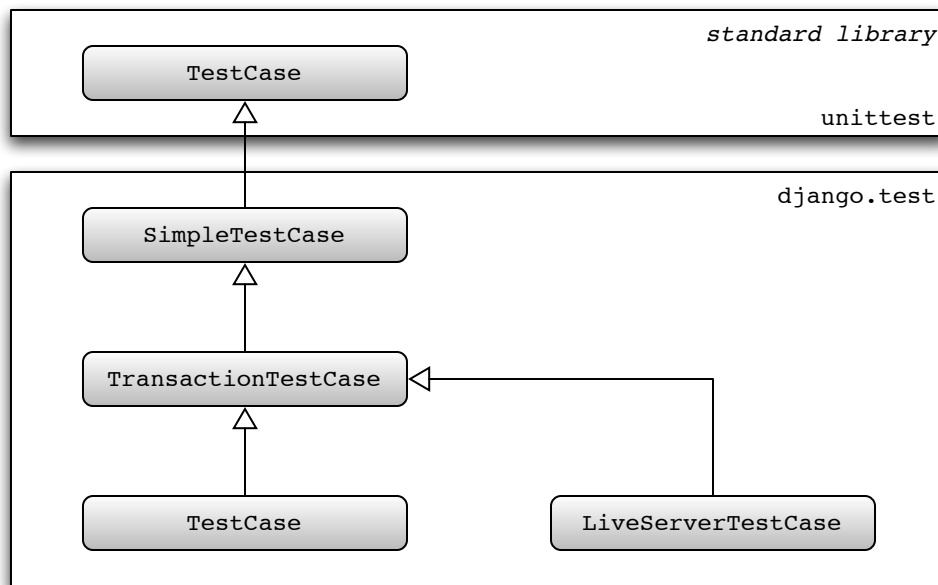 standard library
TestCase
unittest
django.test
SimpleTestCase
TransactionTestCase
TestCase
LiveServerTestCase